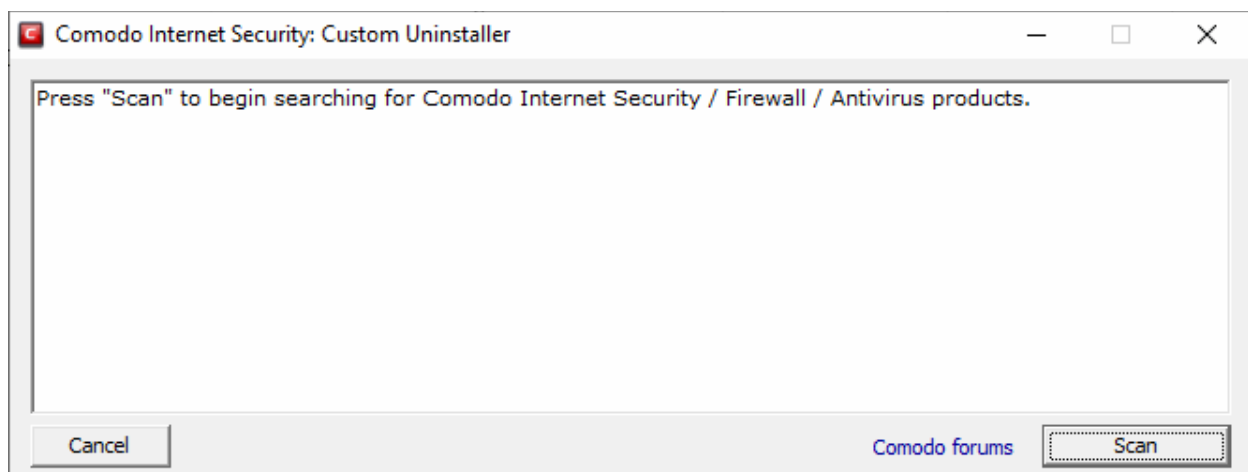 Comodo Internet Security: Custom Uninstaller
Press "Scan" to begin searching for Comodo Internet Security / Firewall / Antivirus products.
Cancel
Comodo forums
Scan